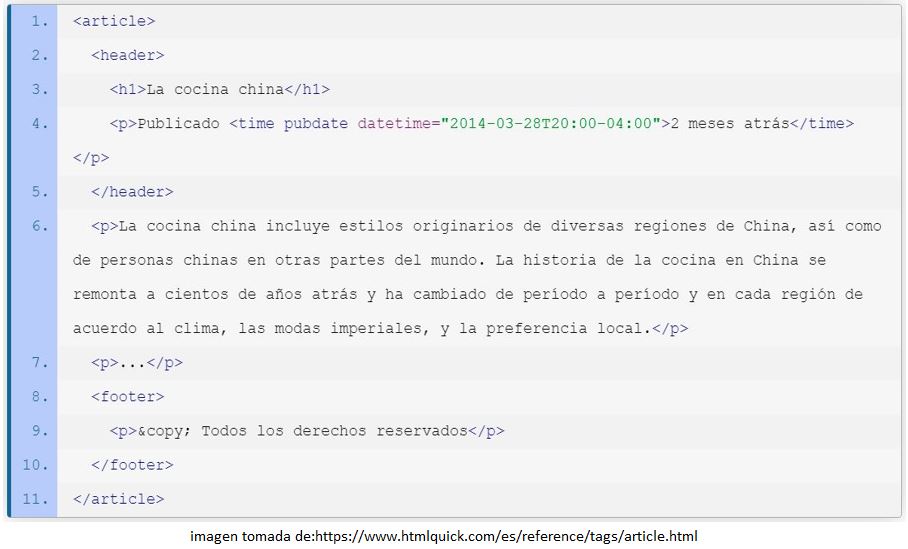 1. <article>
2. <header>
3. <h1>La cocina china</h1>
4. <p>Publicado <time pubdate datetime="2014-03-28T20:00-04:00">2 meses atrás</time>
</p>
5. </header>
6. <p>La cocina china incluye estilos originarios de diversas regiones de China, así como
de personas chinas en otras partes del mundo. La historia de la cocina en China se
remonta a cientos de años atrás y ha cambiado de período a período y en cada región de
acuerdo al clima, las modas imperiales, y la preferencia local.</p>
7. <p>...</p>
8. <footer>
9. <p>&copy; Todos los derechos reservados</p>
10. </footer>
11. </article>
imagen tomada de:https://www.htmlquick.com/es/reference/tags/article.html